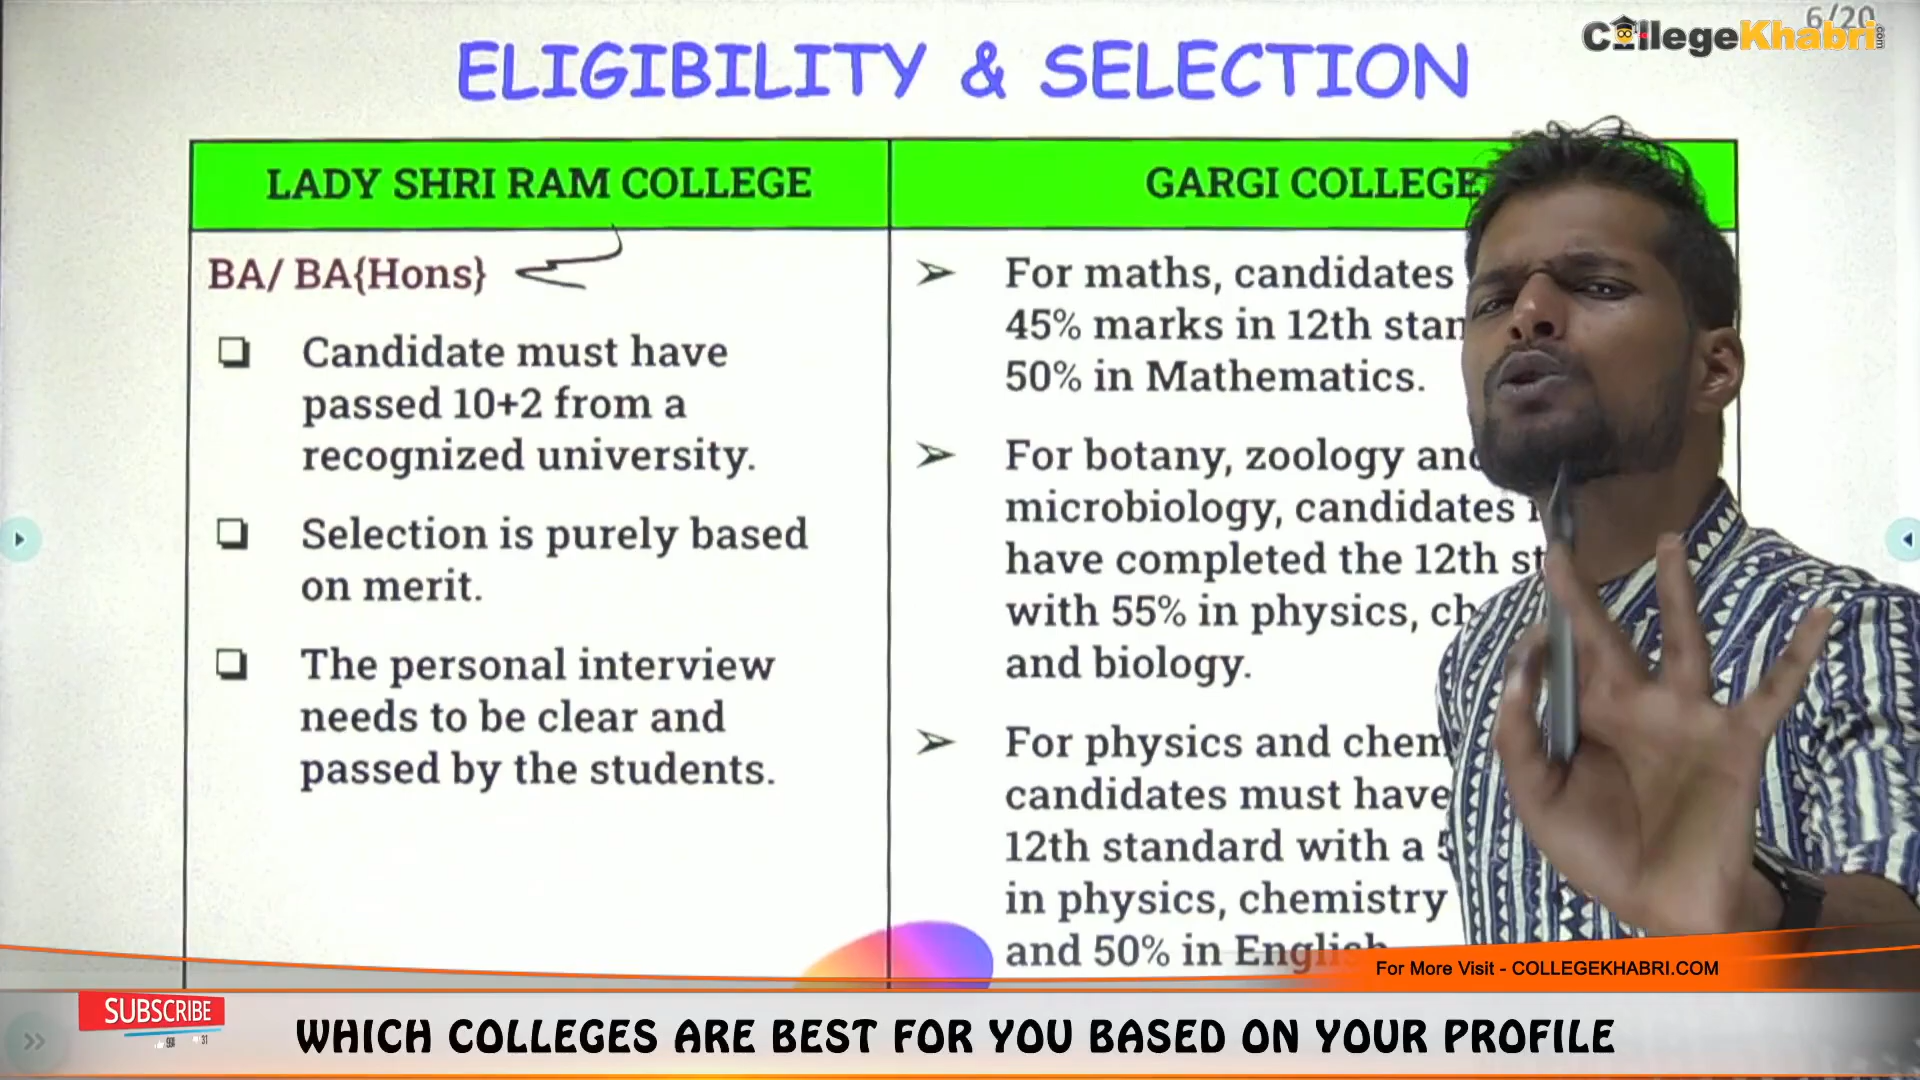 6/20
CollegeKhabri.com
ELIGIBILITY & SELECTION
LADY SHRI RAM COLLEGE
GARGI COLLEGE
BA/ BA{Hons}
Candidate must have
passed 10+2 from a
recognized university.
Selection is purely based
on merit.
The personal interview
needs to be clear and
passed by the students.
For maths, candidates
45% marks in 12th
50% in Mathematics.
For botany, zoology and
microbiology, candidates
have completed the 12th
with 55% in physics,
and biology.
For physics and
candidates must have
12th standard with a
in physics, chemistry
and 50% in English
For More Visit - COLLEGEKHABRI.COM
SUBSCRIBE
WHICH COLLEGES ARE BEST FOR YOU BASED ON YOUR PROFILE